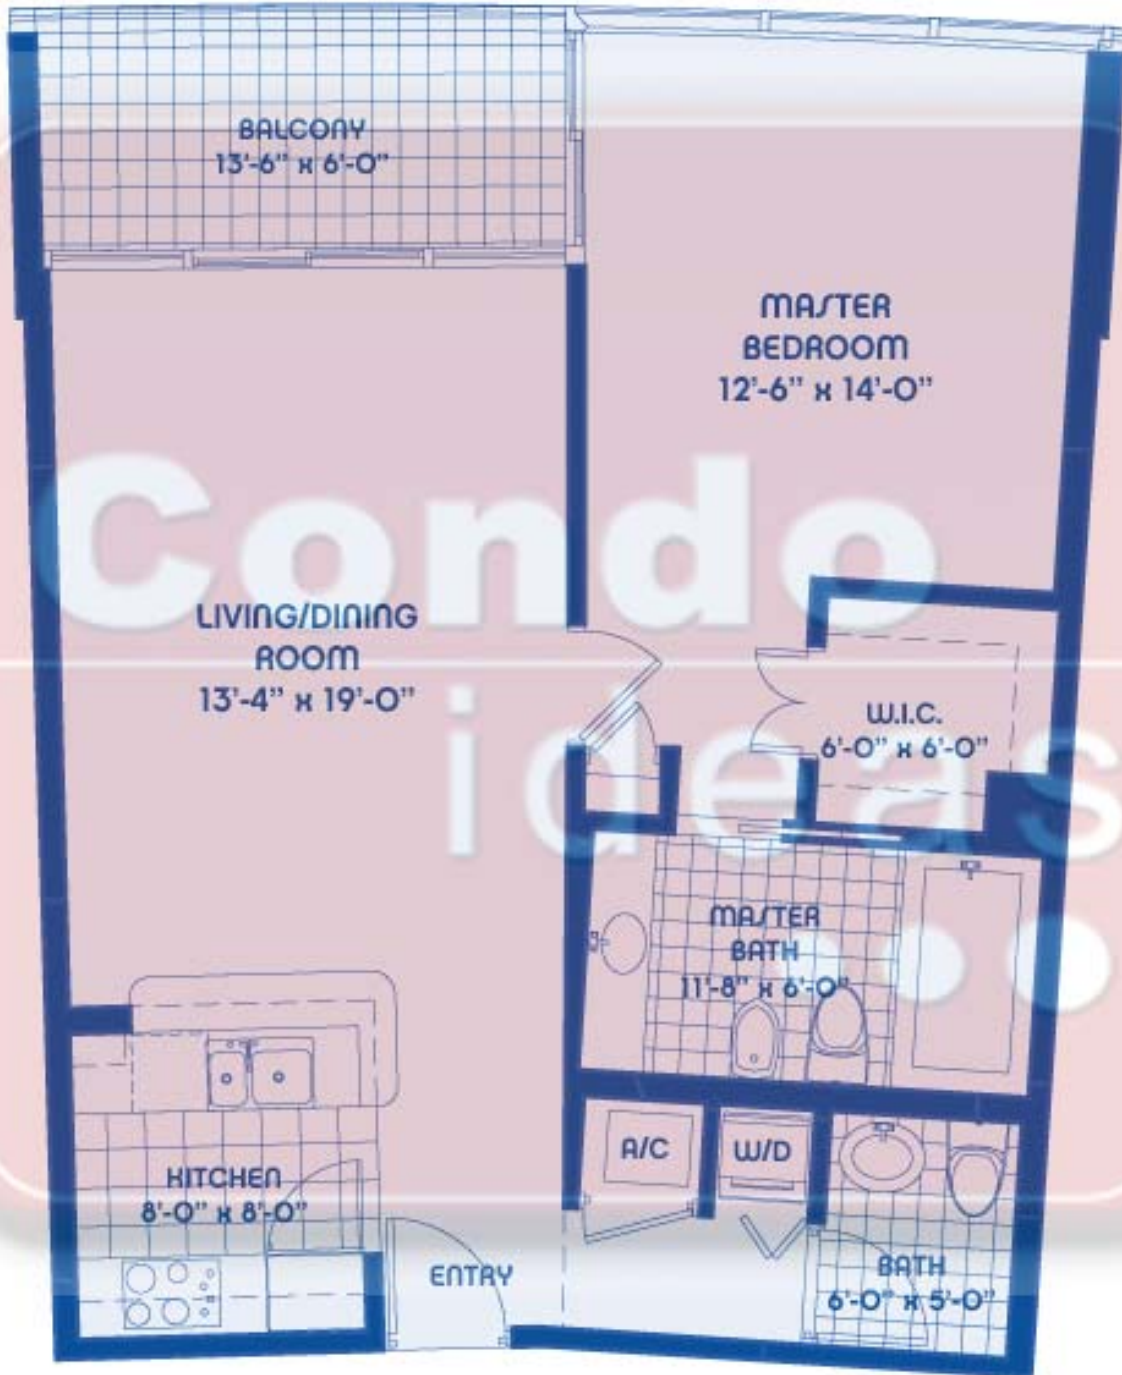 BALCONY
13'-6" x 6'-0"
MASTER
BEDROOM
12'-6" x 14'-0"
Condo
LIVING/DINING
ROOM
13'-4" x 19'-0"
ideas
W.I.C.
6'-0" x 6'-0"
MASTER
BATH
11'-8" x 6'-0"
A/C
W/D
KITCHEN
8'-0" x 8'-0"
ENTRY
BATH
6'-0" x 5'-0"